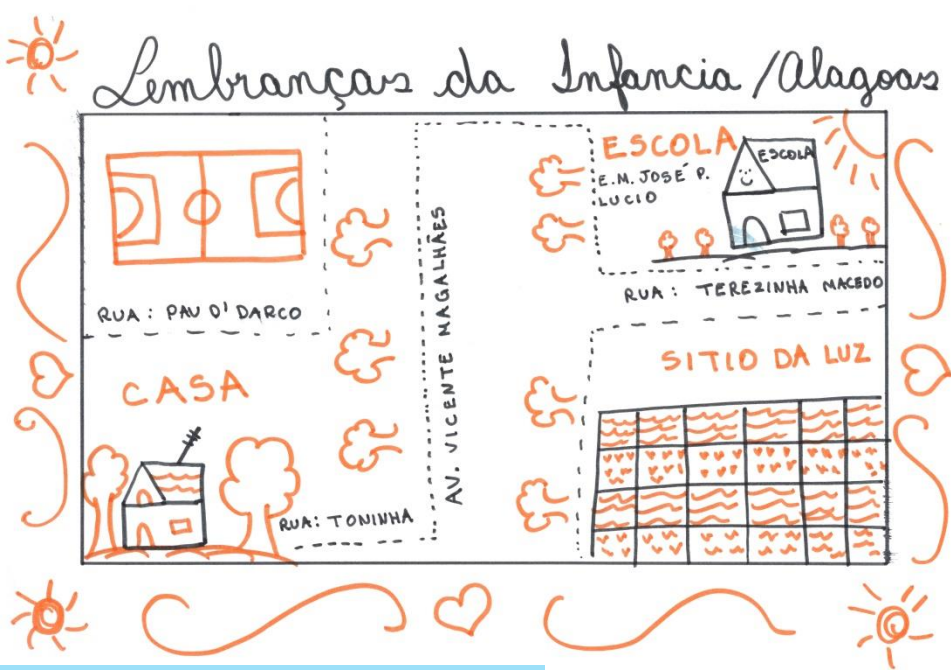 Lembranças da Infancia / Alagoas
ESCOLA
E.M. JOSÉ P.
LUCIO
ESCOLA
RUA: PAU D'DARCO
AV. VICENTE MAGALHÃES
RUA: TEREZINHA MACEDO
CASA
SITIO DA LUZ
RUA: TONINHA